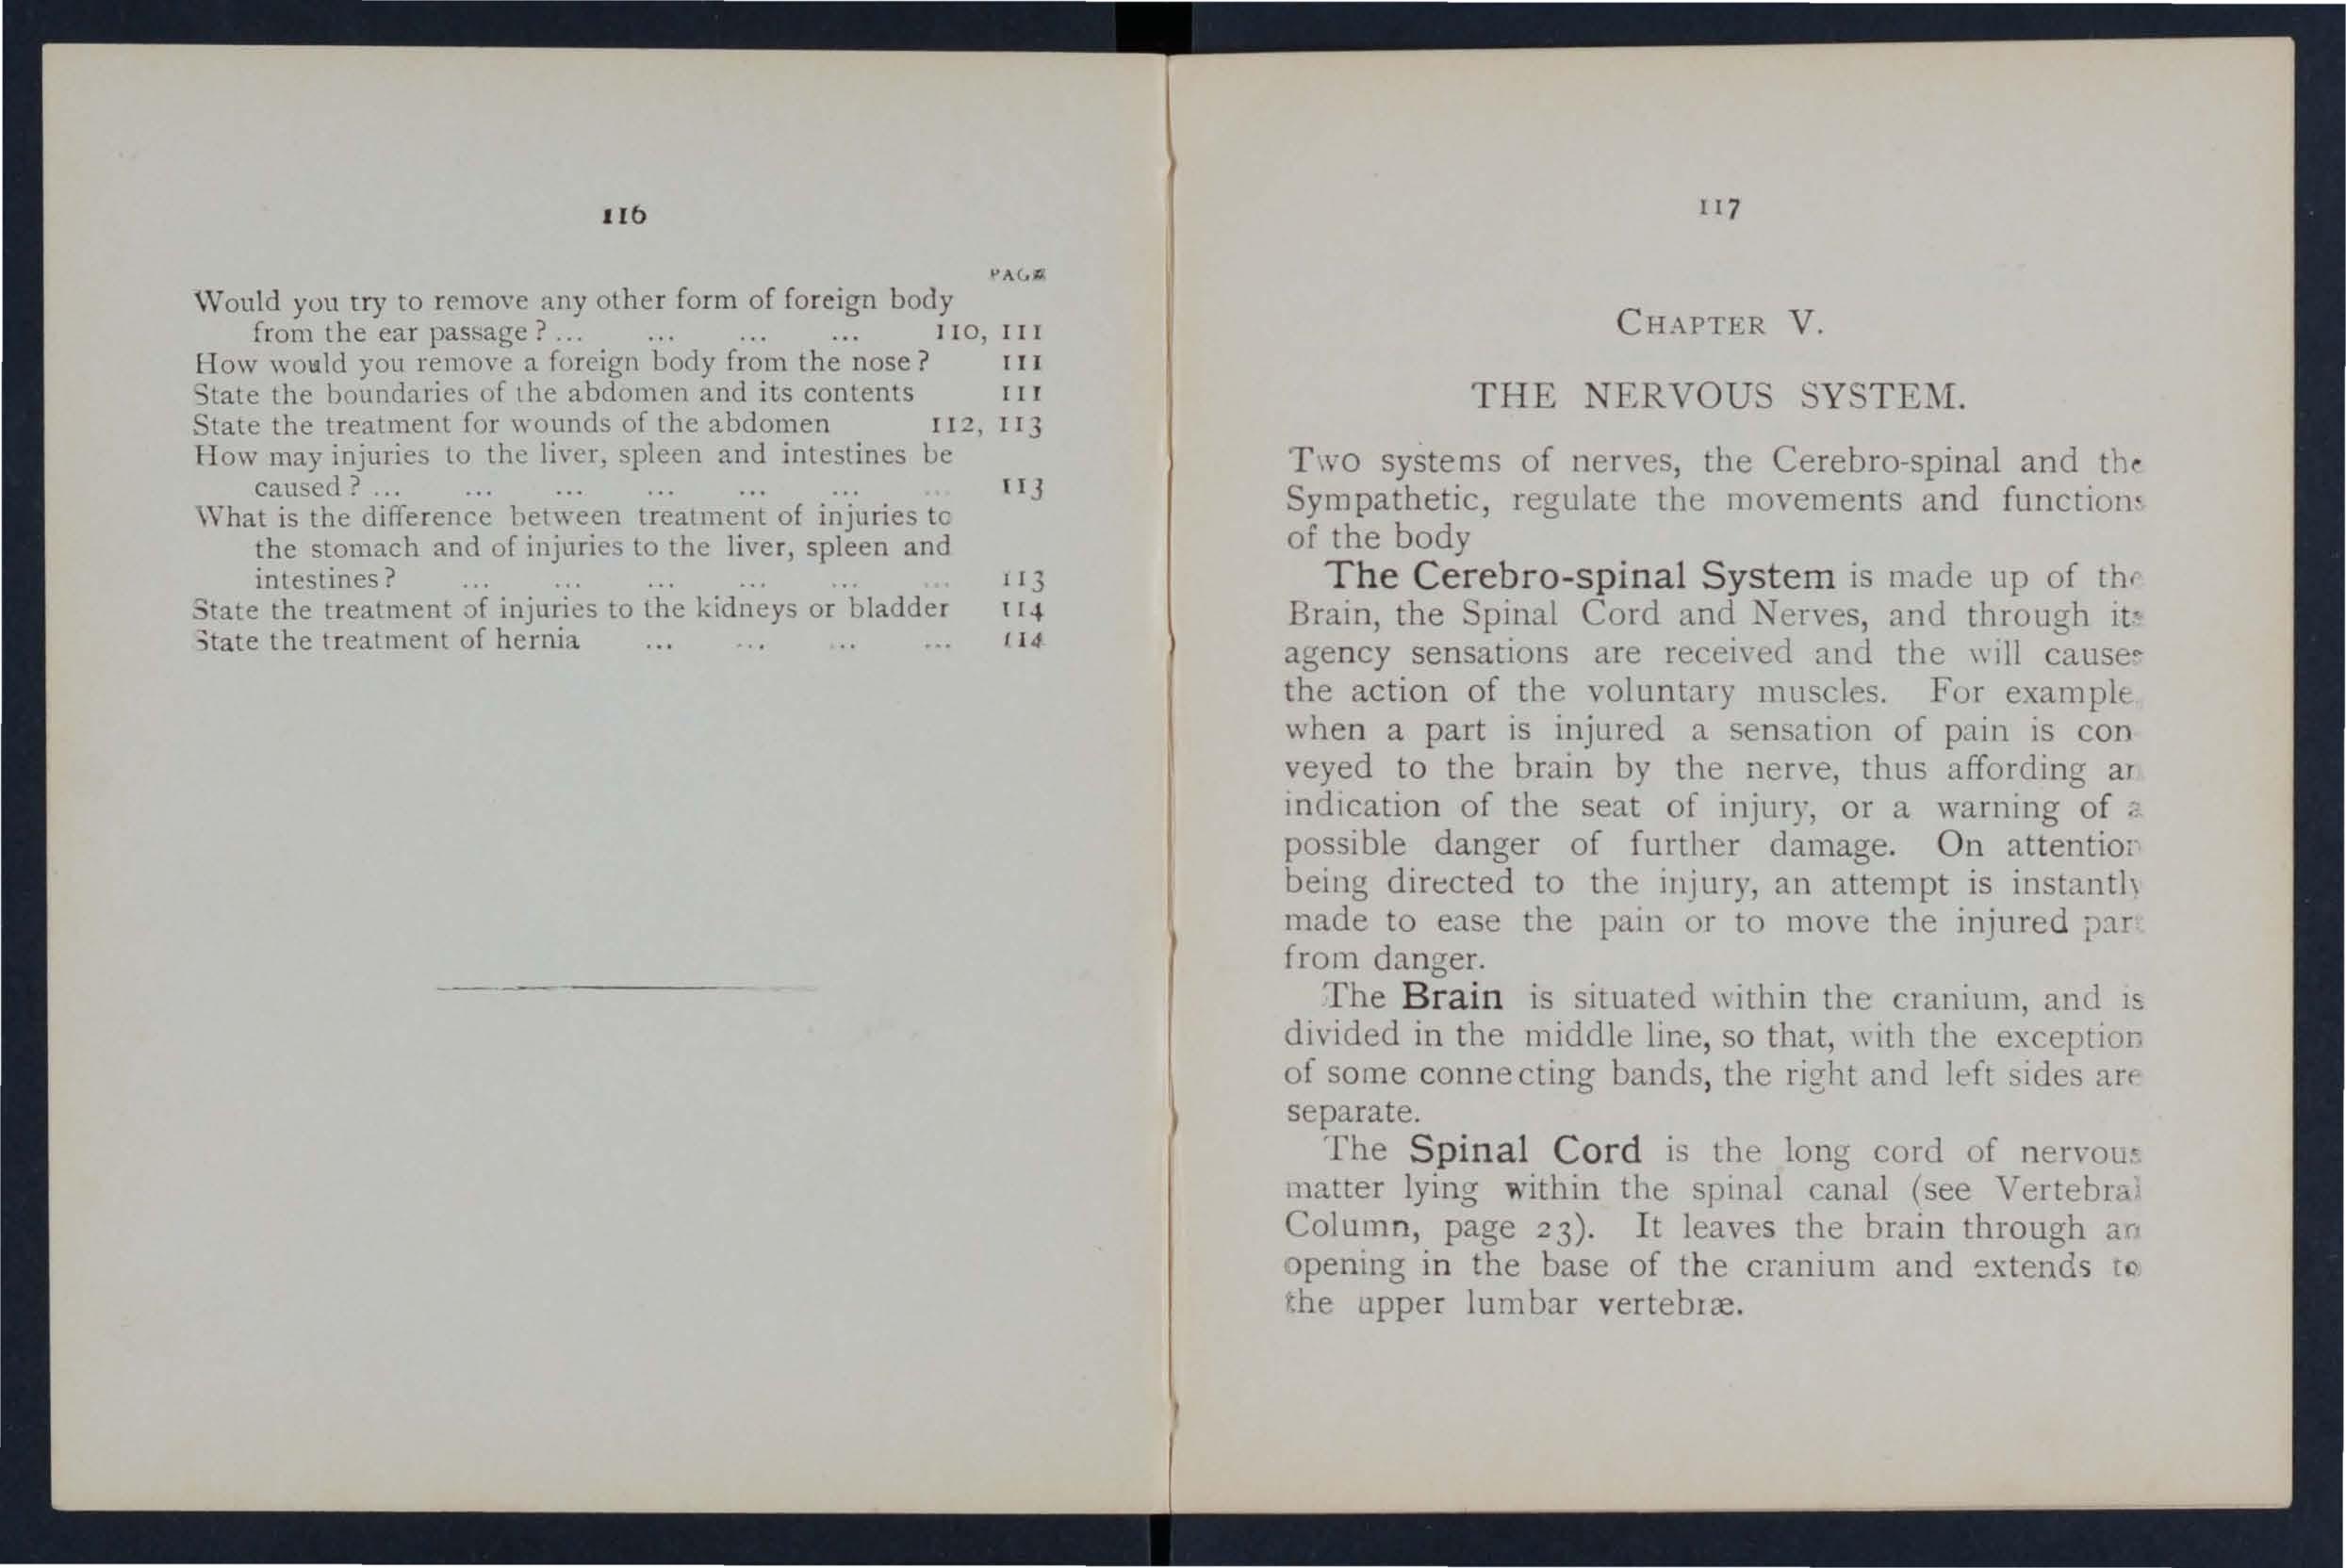 116
PAGE
Would you try to remove any other form of foreign body
from the ear passage ? ... ... ... ... 110, 111
How would you remove a foreign body from the nose ? 111
State the boundaries of the abdomen and its contents 111
State the treatment for wounds of the abdomen 112, 113
How may injuries to the liver, spleen and intestines be
caused ? ... ... ... ... ... ... ... 113
What is the difference between treatment of injuries to
the stomach and of injuries to the liver, spleen and
intestines ? ... ... ... ... ... ... 113
State the treatment of injuries to the kidneys or bladder 114
State the treatment of hernia ... ... ... ... 114
117
CHAPTER V.
THE NERVOUS SYSTEM.
Two systems of nerves, the Cerebro-spinal and the
Sympathetic, regulate the movements and functions
of the body
The Cerebro-spinal System is made up of the
Brain, the Spinal Cord and Nerves, and through its
agency sensations are received and the will causes
the action of the voluntary muscles. For example
when a part is injured a sensation of pain is con
veyed to the brain by the nerve, thus affording an
indication of the seat of injury, or a warning of a
possible danger of further damage. On attention
being directed to the injury, an attempt is instantly
made to ease the pain or to move the injured part
from danger.
The Brain is situated within the cranium, and is
divided in the middle line, so that, with the exception
of some connecting bands, the right and left sides are
separate.
The Spinal Cord is the long cord of nervous
matter lying within the spinal canal (see Vertebral
Column, page 23). It leaves the brain through an
opening in the base of the cranium and extends to
the upper lumbar vertebræ.